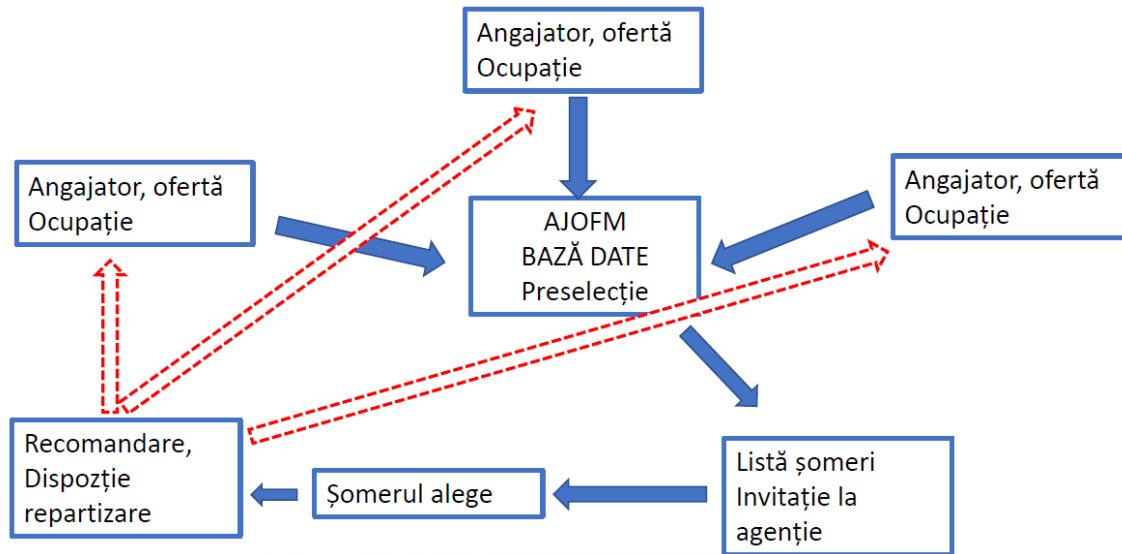 Angajator, ofertă
Ocupație
Angajator, ofertă
Ocupație
Angajator, ofertă
Ocupație
AJOFM
BAZĂ DATE
Preselecție
Recomandare,
Dispozție
repartizare
Șomerul alege
Listă șomeri
Invitație la
agenție